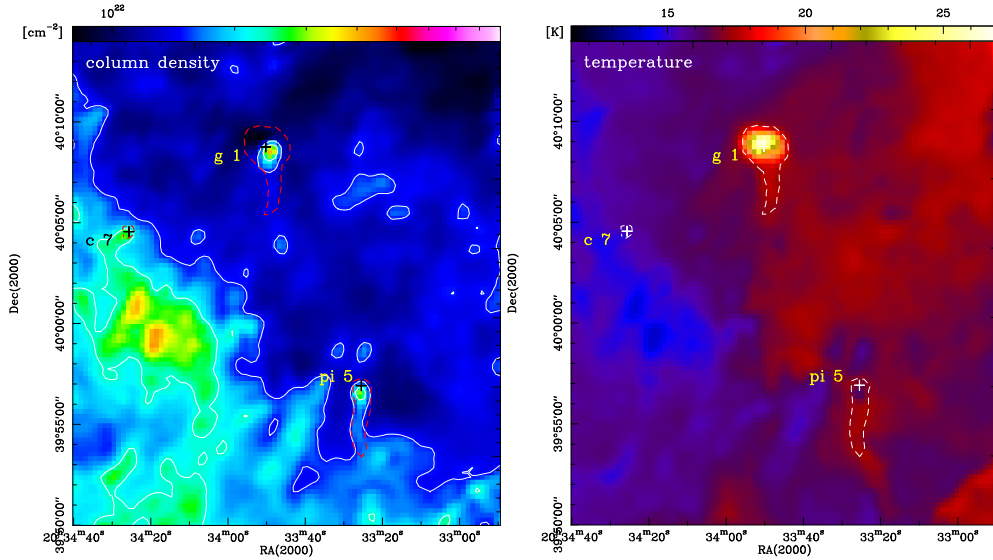 10²² 15 20 25
[cm⁻²] [K]
column density temperature
g 1 g 1
c 7 c 7
pi 5 pi 5
40°10'00"
40°05'00"
40°00'00"
39°55'00"
39°50'00"
Dec(2000) Dec(2000)
40°10'00"
40°05'00"
40°00'00"
39°55'00"
39°50'00"
20ʰ34ᵐ40ˢ 34ᵐ20ˢ 34ᵐ00ˢ 33ᵐ40ˢ 33ᵐ20ˢ 33ᵐ00ˢ
20ʰ34ᵐ40ˢ 34ᵐ20ˢ 34ᵐ00ˢ 33ᵐ40ˢ 33ᵐ20ˢ 33ᵐ00ˢ
RA(2000) RA(2000)